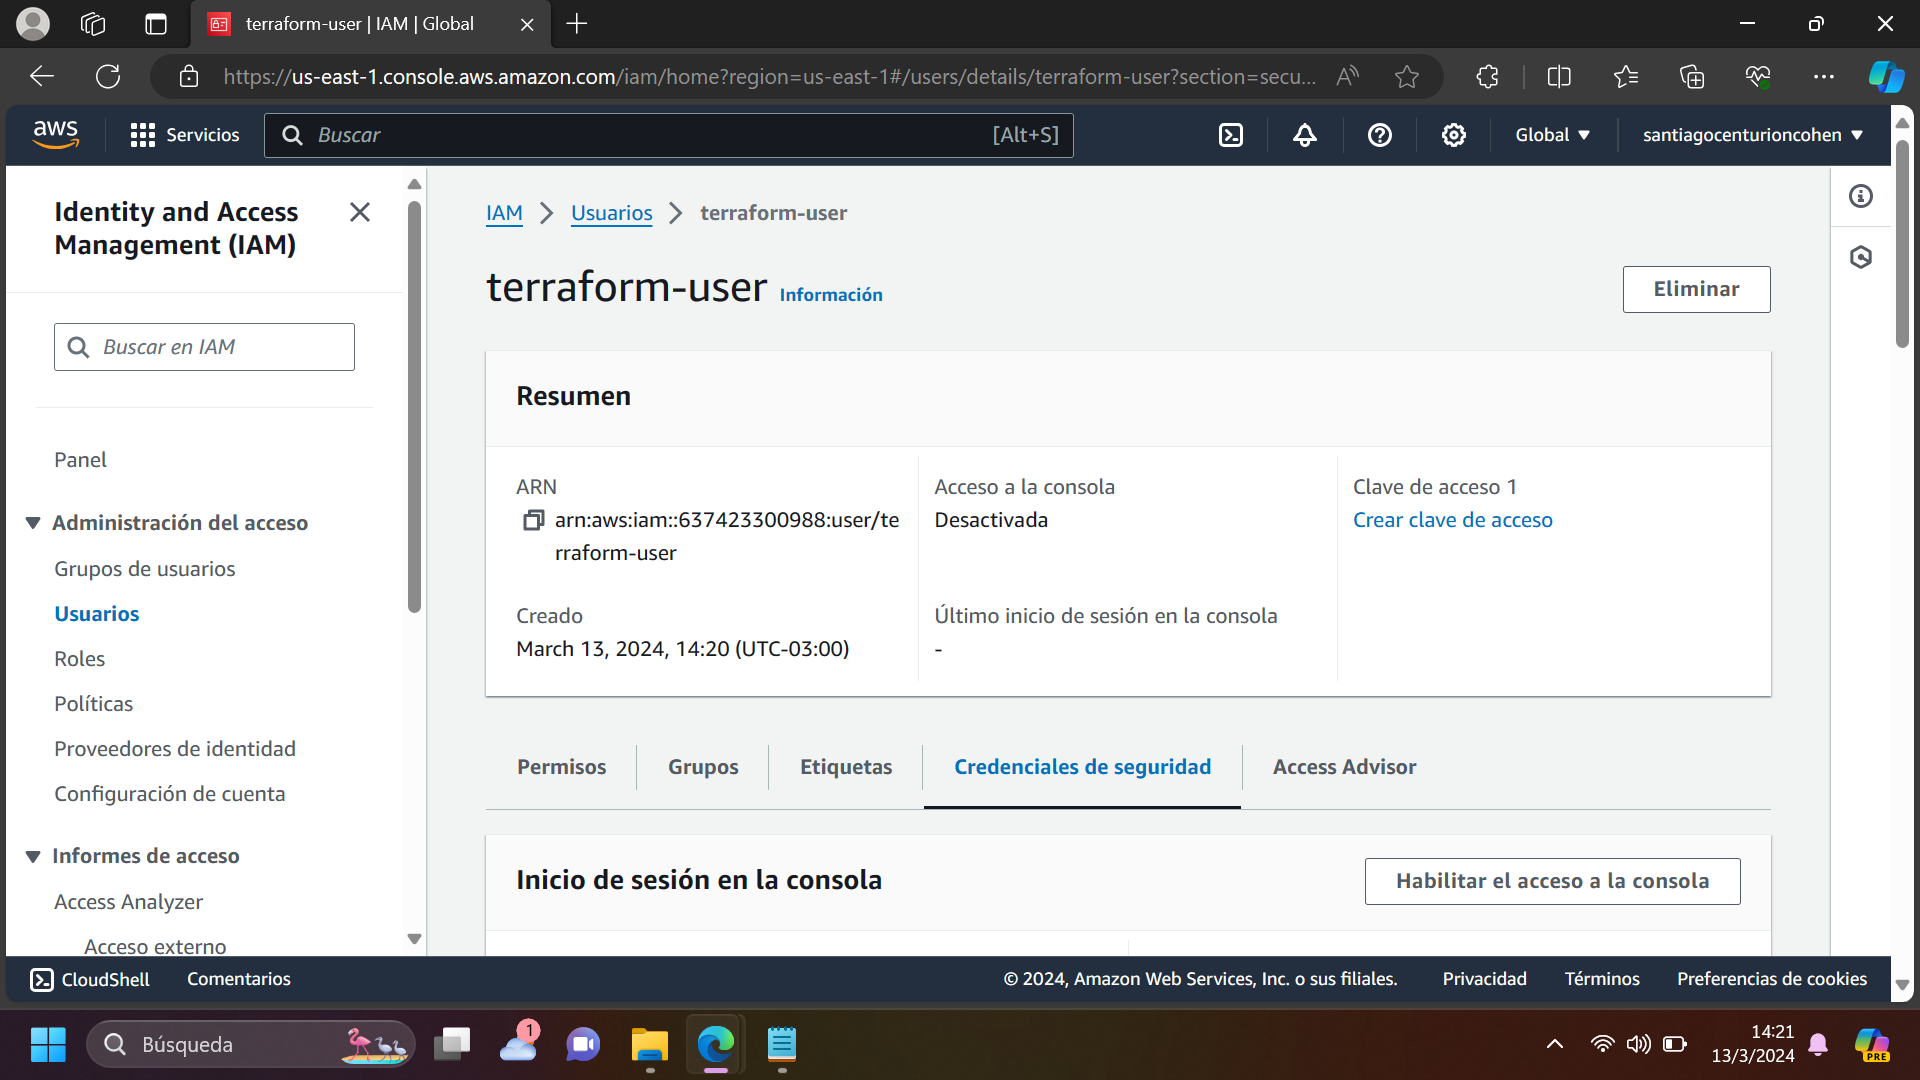 terraform-user | IAM | Global
https://us-east-1.console.aws.amazon.com/iam/home?region=us-east-1#/users/details/terraform-user?section=secu...
aws
Servicios
Buscar
[Alt+S]
Global
santiagocenturioncohen
Identity and Access
Management (IAM)
Buscar en IAM
Panel
Administración del acceso
Grupos de usuarios
Usuarios
Roles
Políticas
Proveedores de identidad
Configuración de cuenta
Informes de acceso
Access Analyzer
Acceso externo
IAM
Usuarios
terraform-user
terraform-user
Información
Eliminar
Resumen
ARN
arn:aws:iam::637423300988:user/te
rraform-user
Acceso a la consola
Desactivada
Clave de acceso 1
Crear clave de acceso
Creado
March 13, 2024, 14:20 (UTC-03:00)
Último inicio de sesión en la consola
-
Permisos
Grupos
Etiquetas
Credenciales de seguridad
Access Advisor
Inicio de sesión en la consola
Habilitar el acceso a la consola
CloudShell
Comentarios
© 2024, Amazon Web Services, Inc. o sus filiales.
Privacidad
Términos
Preferencias de cookies
Búsqueda
1
14:21
13/3/2024
PRE